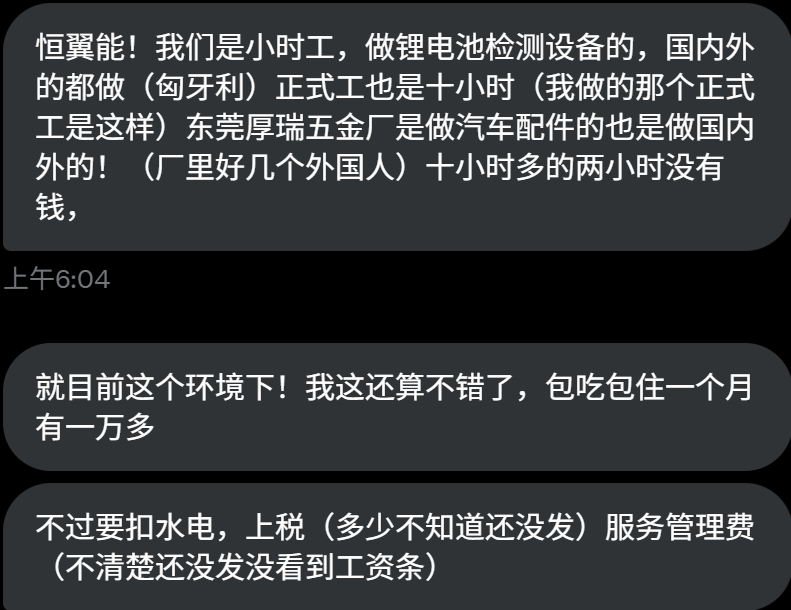 恒翼能！我们是小时工，做锂电池检测设备的，国内外
的都做（匈牙利）正式工也是十小时（我做的那个正式
工是这样）东莞厚瑞五金厂是做汽车配件的也是做国内
外的！（厂里好几个外国人）十小时多的两小时没有
钱，
上午6:04
就目前这个环境下！我这还算不错了，包吃包住一个月
有一万多
不过要扣水电，上税（多少不知道还没发）服务管理费
（不清楚还没发没看到工资条）